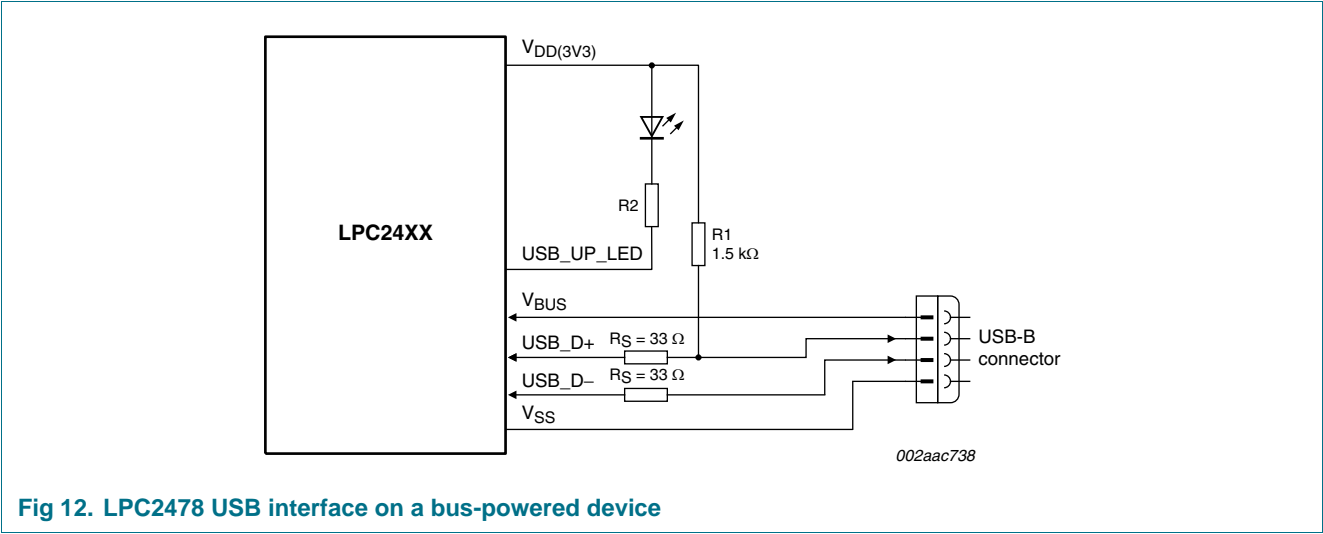 VDD(3V3)
R2
LPC24XX
R1
1.5 kΩ
USB_UP_LED
VBUS
USB-B
connector
USB_D+ RS = 33 Ω
USB_D− RS = 33 Ω
VSS
002aac738
Fig 12. LPC2478 USB interface on a bus-powered device